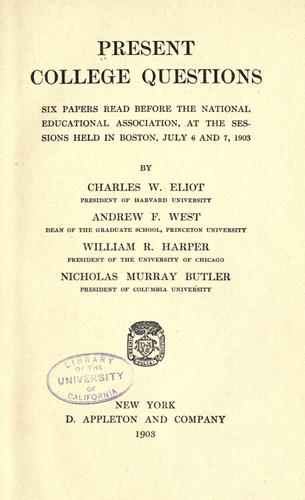 PRESENT
COLLEGE QUESTIONS
SIX PAPERS READ BEFORE THE NATIONAL
EDUCATIONAL ASSOCIATION, AT THE SES-
SIONS HELD IN BOSTON, JULY 6 AND 7, 1903
BY
CHARLES W. ELIOT
PRESIDENT OF HARVARD UNIVERSITY
ANDREW F. WEST
DEAN OF THE GRADUATE SCHOOL, PRINCETON UNIVERSITY
WILLIAM R. HARPER
PRESIDENT OF THE UNIVERSITY OF CHICAGO
NICHOLAS MURRAY BUTLER
PRESIDENT OF COLUMBIA UNIVERSITY
LIBRARY
OF THE
UNIVERSITY
OF
CALIFORNIA
NEW YORK
D. APPLETON AND COMPANY
1903